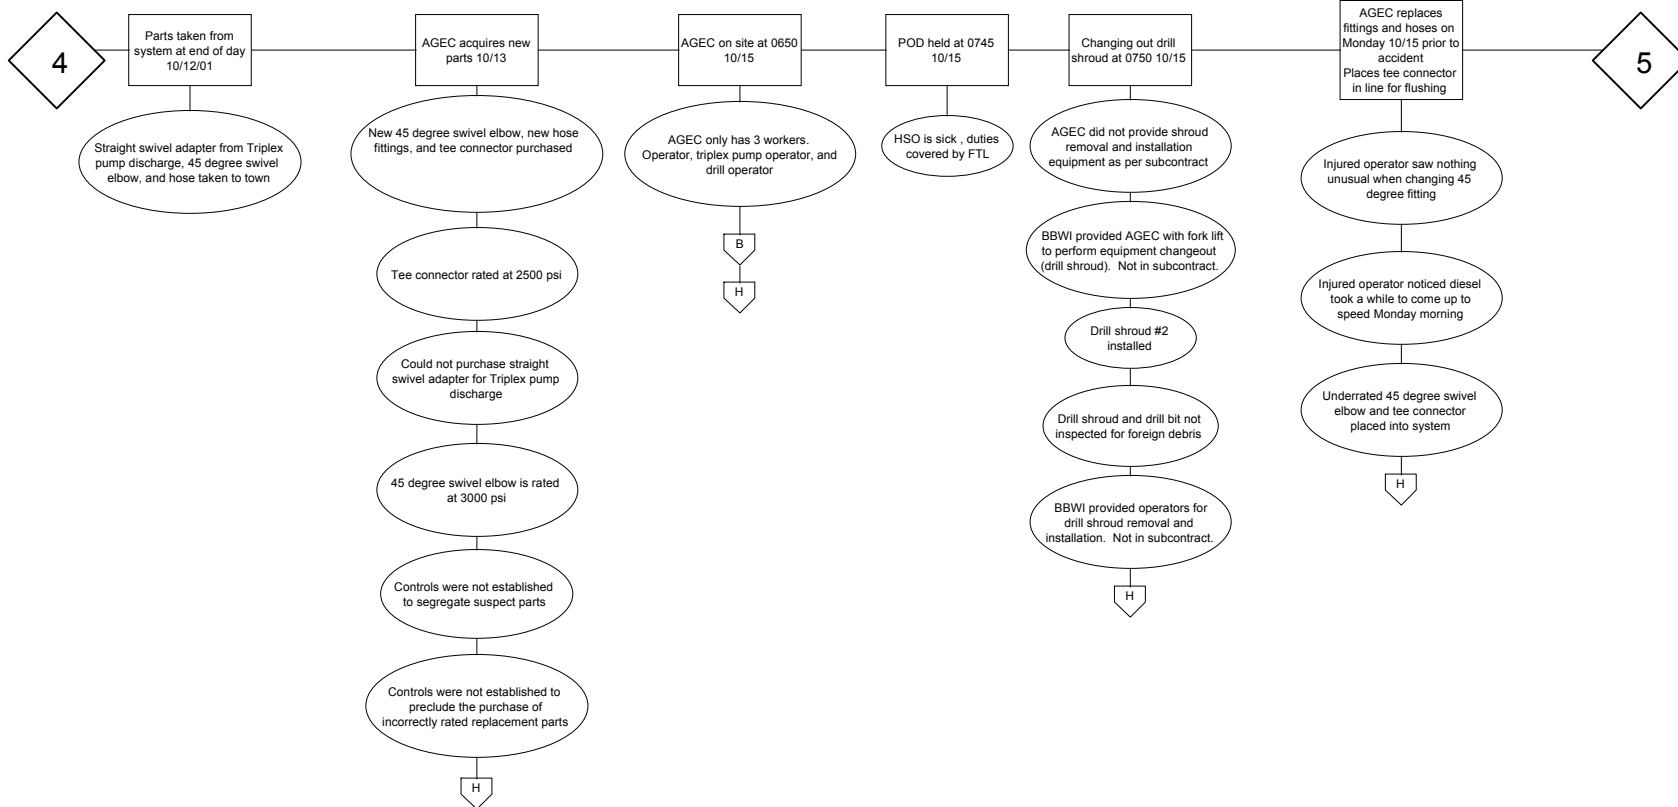 4
Parts taken from
system at end of day
10/12/01
Straight swivel adapter from Triplex
pump discharge, 45 degree swivel
elbow, and hose taken to town
AGEC acquires new
parts 10/13
New 45 degree swivel elbow, new hose
fittings, and tee connector purchased
Tee connector rated at 2500 psi
Could not purchase straight
swivel adapter for Triplex pump
discharge
45 degree swivel elbow is rated
at 3000 psi
Controls were not established
to segregate suspect parts
Controls were not established to
preclude the purchase of
incorrectly rated replacement parts
H
AGEC on site at 0650
10/15
AGEC only has 3 workers.
Operator, triplex pump operator, and
drill operator
B
H
POD held at 0745
10/15
HSO is sick , duties
covered by FTL
Changing out drill
shroud at 0750 10/15
AGEC did not provide shroud
removal and installation
equipment as per subcontract
BBWI provided AGEC with fork lift
to perform equipment changeout
(drill shroud). Not in subcontract.
Drill shroud #2
installed
Drill shroud and drill bit not
inspected for foreign debris
BBWI provided operators for
drill shroud removal and
installation. Not in subcontract.
H
AGEC replaces
fittings and hoses on
Monday 10/15 prior to
accident
Places tee connector
in line for flushing
Injured operator saw nothing
unusual when changing 45
degree fitting
Injured operator noticed diesel
took a while to come up to
speed Monday morning
Underrated 45 degree swivel
elbow and tee connector
placed into system
H
5